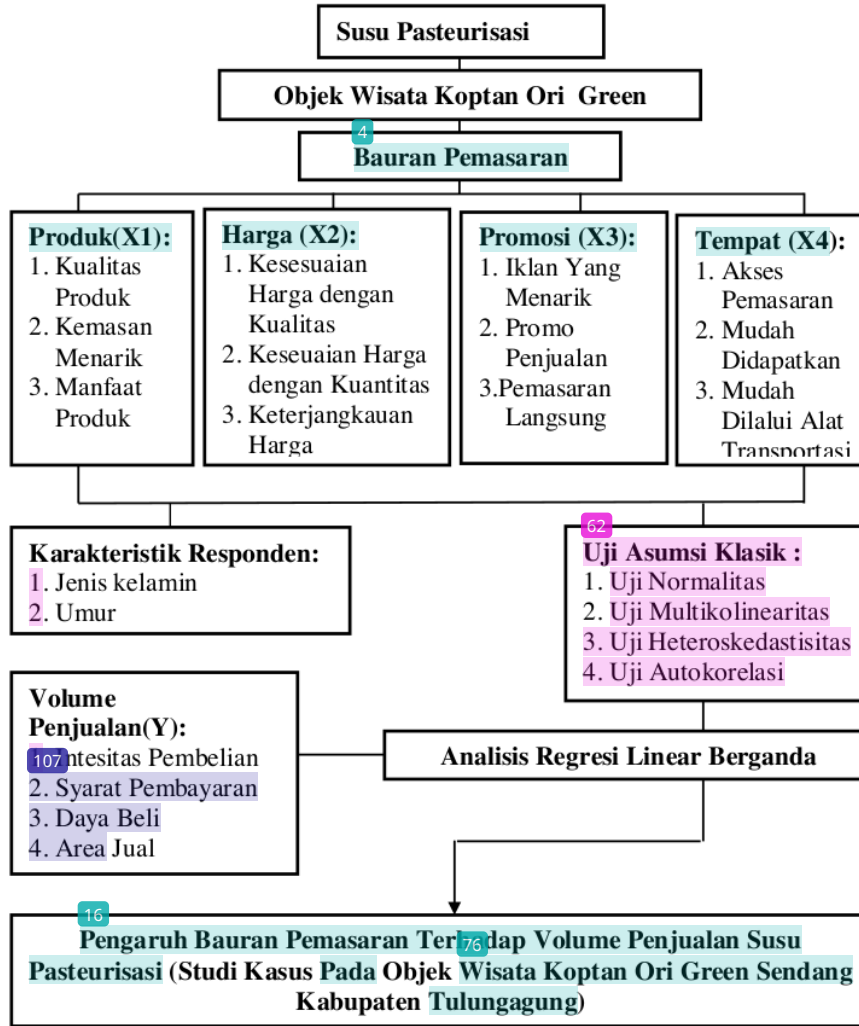 Susu Pasteurisasi
Objek Wisata Koptan Ori Green
4
Bauran Pemasaran
Produk(X1):
1. Kualitas
Produk
2. Kemasan
Menarik
3. Manfaat
Produk
Harga (X2):
1. Kesesuaian
Harga dengan
Kualitas
2. Keseuaian Harga
dengan Kuantitas
3. Keterjangkauan
Harga
Promosi (X3):
1. Iklan Yang
Menarik
2. Promo
Penjualan
3.Pemasaran
Langsung
Tempat (X4):
1. Akses
Pemasaran
2. Mudah
Didapatkan
3. Mudah
Dilalui Alat
Transportasi
Karakteristik Responden:
1. Jenis kelamin
2. Umur
62
Uji Asumsi Klasik :
1. Uji Normalitas
2. Uji Multikolinearitas
3. Uji Heteroskedastisitas
4. Uji Autokorelasi
Volume
Penjualan(Y):
107
1. Intesitas Pembelian
2. Syarat Pembayaran
3. Daya Beli
4. Area Jual
Analisis Regresi Linear Berganda
16
Pengaruh Bauran Pemasaran Terhadap Volume Penjualan Susu
76
Pasteurisasi (Studi Kasus Pada Objek Wisata Koptan Ori Green Sendang
Kabupaten Tulungagung)